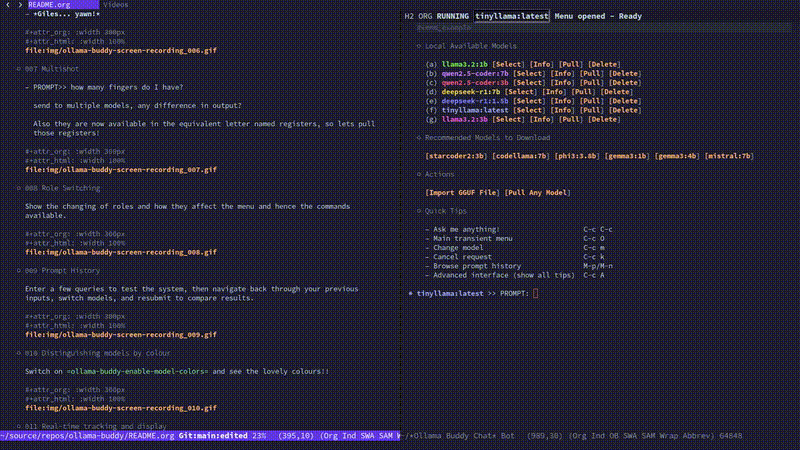 README.org Videos
- *Giles... yawn!*
#+attr_org: :width 300px
#+attr_html: :width 100%
file:img/ollama-buddy-screen-recording_006.gif
○ 007 Multishot
- PROMPT>> how many fingers do I have?
send to multiple models, any difference in output?
Also they are now available in the equivalent letter named registers, so lets pull
those registers!
#+attr_org: :width 300px
#+attr_html: :width 100%
file:img/ollama-buddy-screen-recording_007.gif
○ 008 Role Switching
Show the changing of roles and how they affect the menu and hence the commands
available.
#+attr_org: :width 300px
#+attr_html: :width 100%
file:img/ollama-buddy-screen-recording_008.gif
○ 009 Prompt History
Enter a few queries to test the system, then navigate back through your previous
inputs, switch models, and resubmit to compare results.
#+attr_org: :width 300px
#+attr_html: :width 100%
file:img/ollama-buddy-screen-recording_009.gif
○ 010 Distinguishing models by colour
Switch on =ollama-buddy-enable-model-colors= and see the lovely colours!!
#+attr_org: :width 300px
#+attr_html: :width 100%
file:img/ollama-buddy-screen-recording_010.gif
○ 011 Real-time tracking and display
~/source/repos/ollama-buddy/README.org Git:main:edited 23% (395,10) (Org Ind SWA SAM W
H2 ORG RUNNING tinyllama:latest Menu opened - Ready
#+end_example
○ Local Available Models
(a) llama3.2:1b [Select] [Info] [Pull] [Delete]
(b) qwen2.5-coder:7b [Select] [Info] [Pull] [Delete]
(c) qwen2.5-coder:3b [Select] [Info] [Pull] [Delete]
(d) deepseek-r1:7b [Select] [Info] [Pull] [Delete]
(e) deepseek-r1:1.5b [Select] [Info] [Pull] [Delete]
(f) tinyllama:latest [Select] [Info] [Pull] [Delete]
(g) llama3.2:3b [Select] [Info] [Pull] [Delete]
○ Recommended Models to Download
[starcoder2:3b] [codellama:7b] [phi3:3.8b] [gemma3:1b] [gemma3:4b] [mistral:7b]
○ Actions
[Import GGUF File] [Pull Any Model]
○ Quick Tips
- Ask me anything! C-c C-c
- Main transient menu C-c O
- Change model C-c m
- Cancel request C-c k
- Browse prompt history M-p/M-n
- Advanced interface (show all tips) C-c A
* tinyllama:latest >> PROMPT:
~/*Ollama Buddy Chat* Bot (989,30) (Org Ind OB SWA SAM Wrap Abbrev) 64848